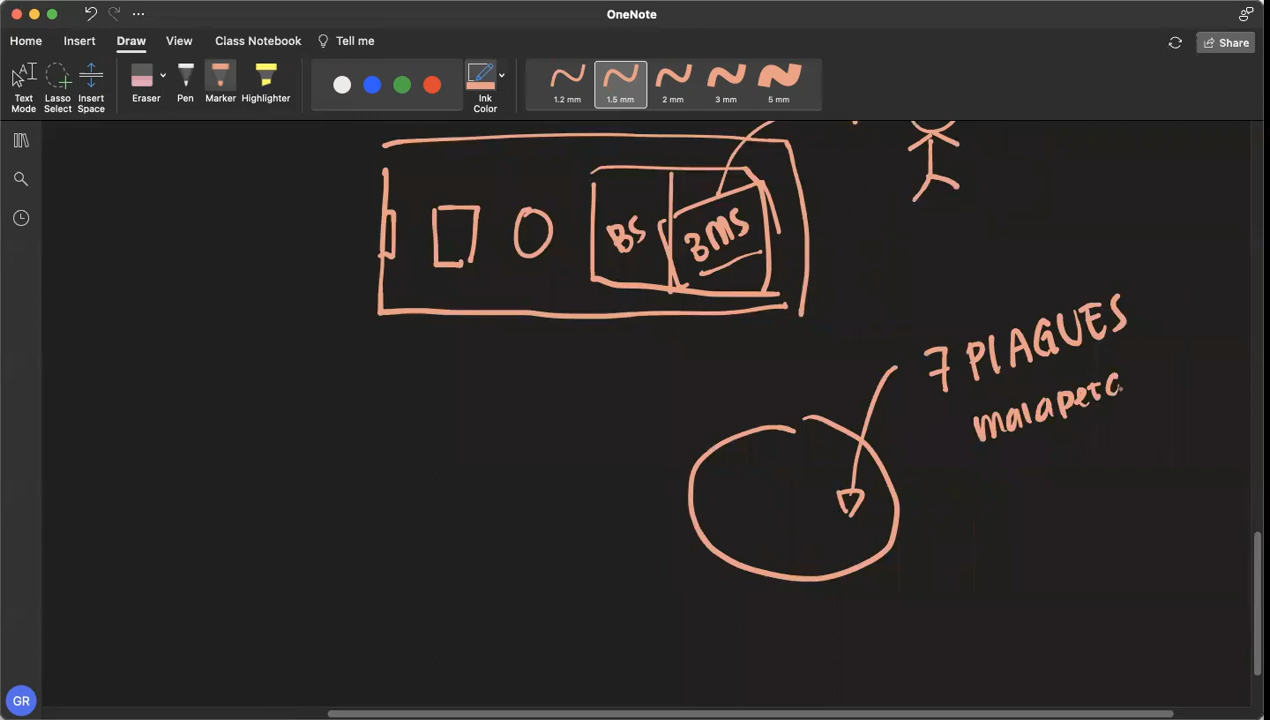 OneNote
Home Insert Draw View Class Notebook Tell me
Share
Text Mode
Lasso Select
Insert Space
Eraser
Pen
Marker
Highlighter
Ink Color
1.2 mm
1.5 mm
2 mm
3 mm
5 mm
BS
BMS
7 PLAGUES
malapetc
GR